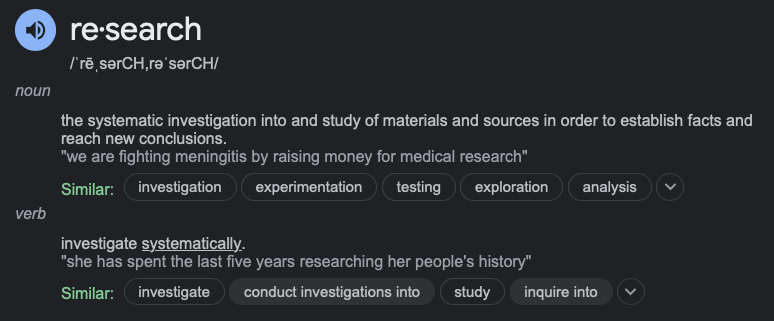 re·search
/ˈrēˌsərCH,rəˈsərCH/
noun
the systematic investigation into and study of materials and sources in order to establish facts and
reach new conclusions.
"we are fighting meningitis by raising money for medical research"
Similar: investigation experimentation testing exploration analysis
verb
investigate systematically.
"she has spent the last five years researching her people's history"
Similar: investigate conduct investigations into study inquire into